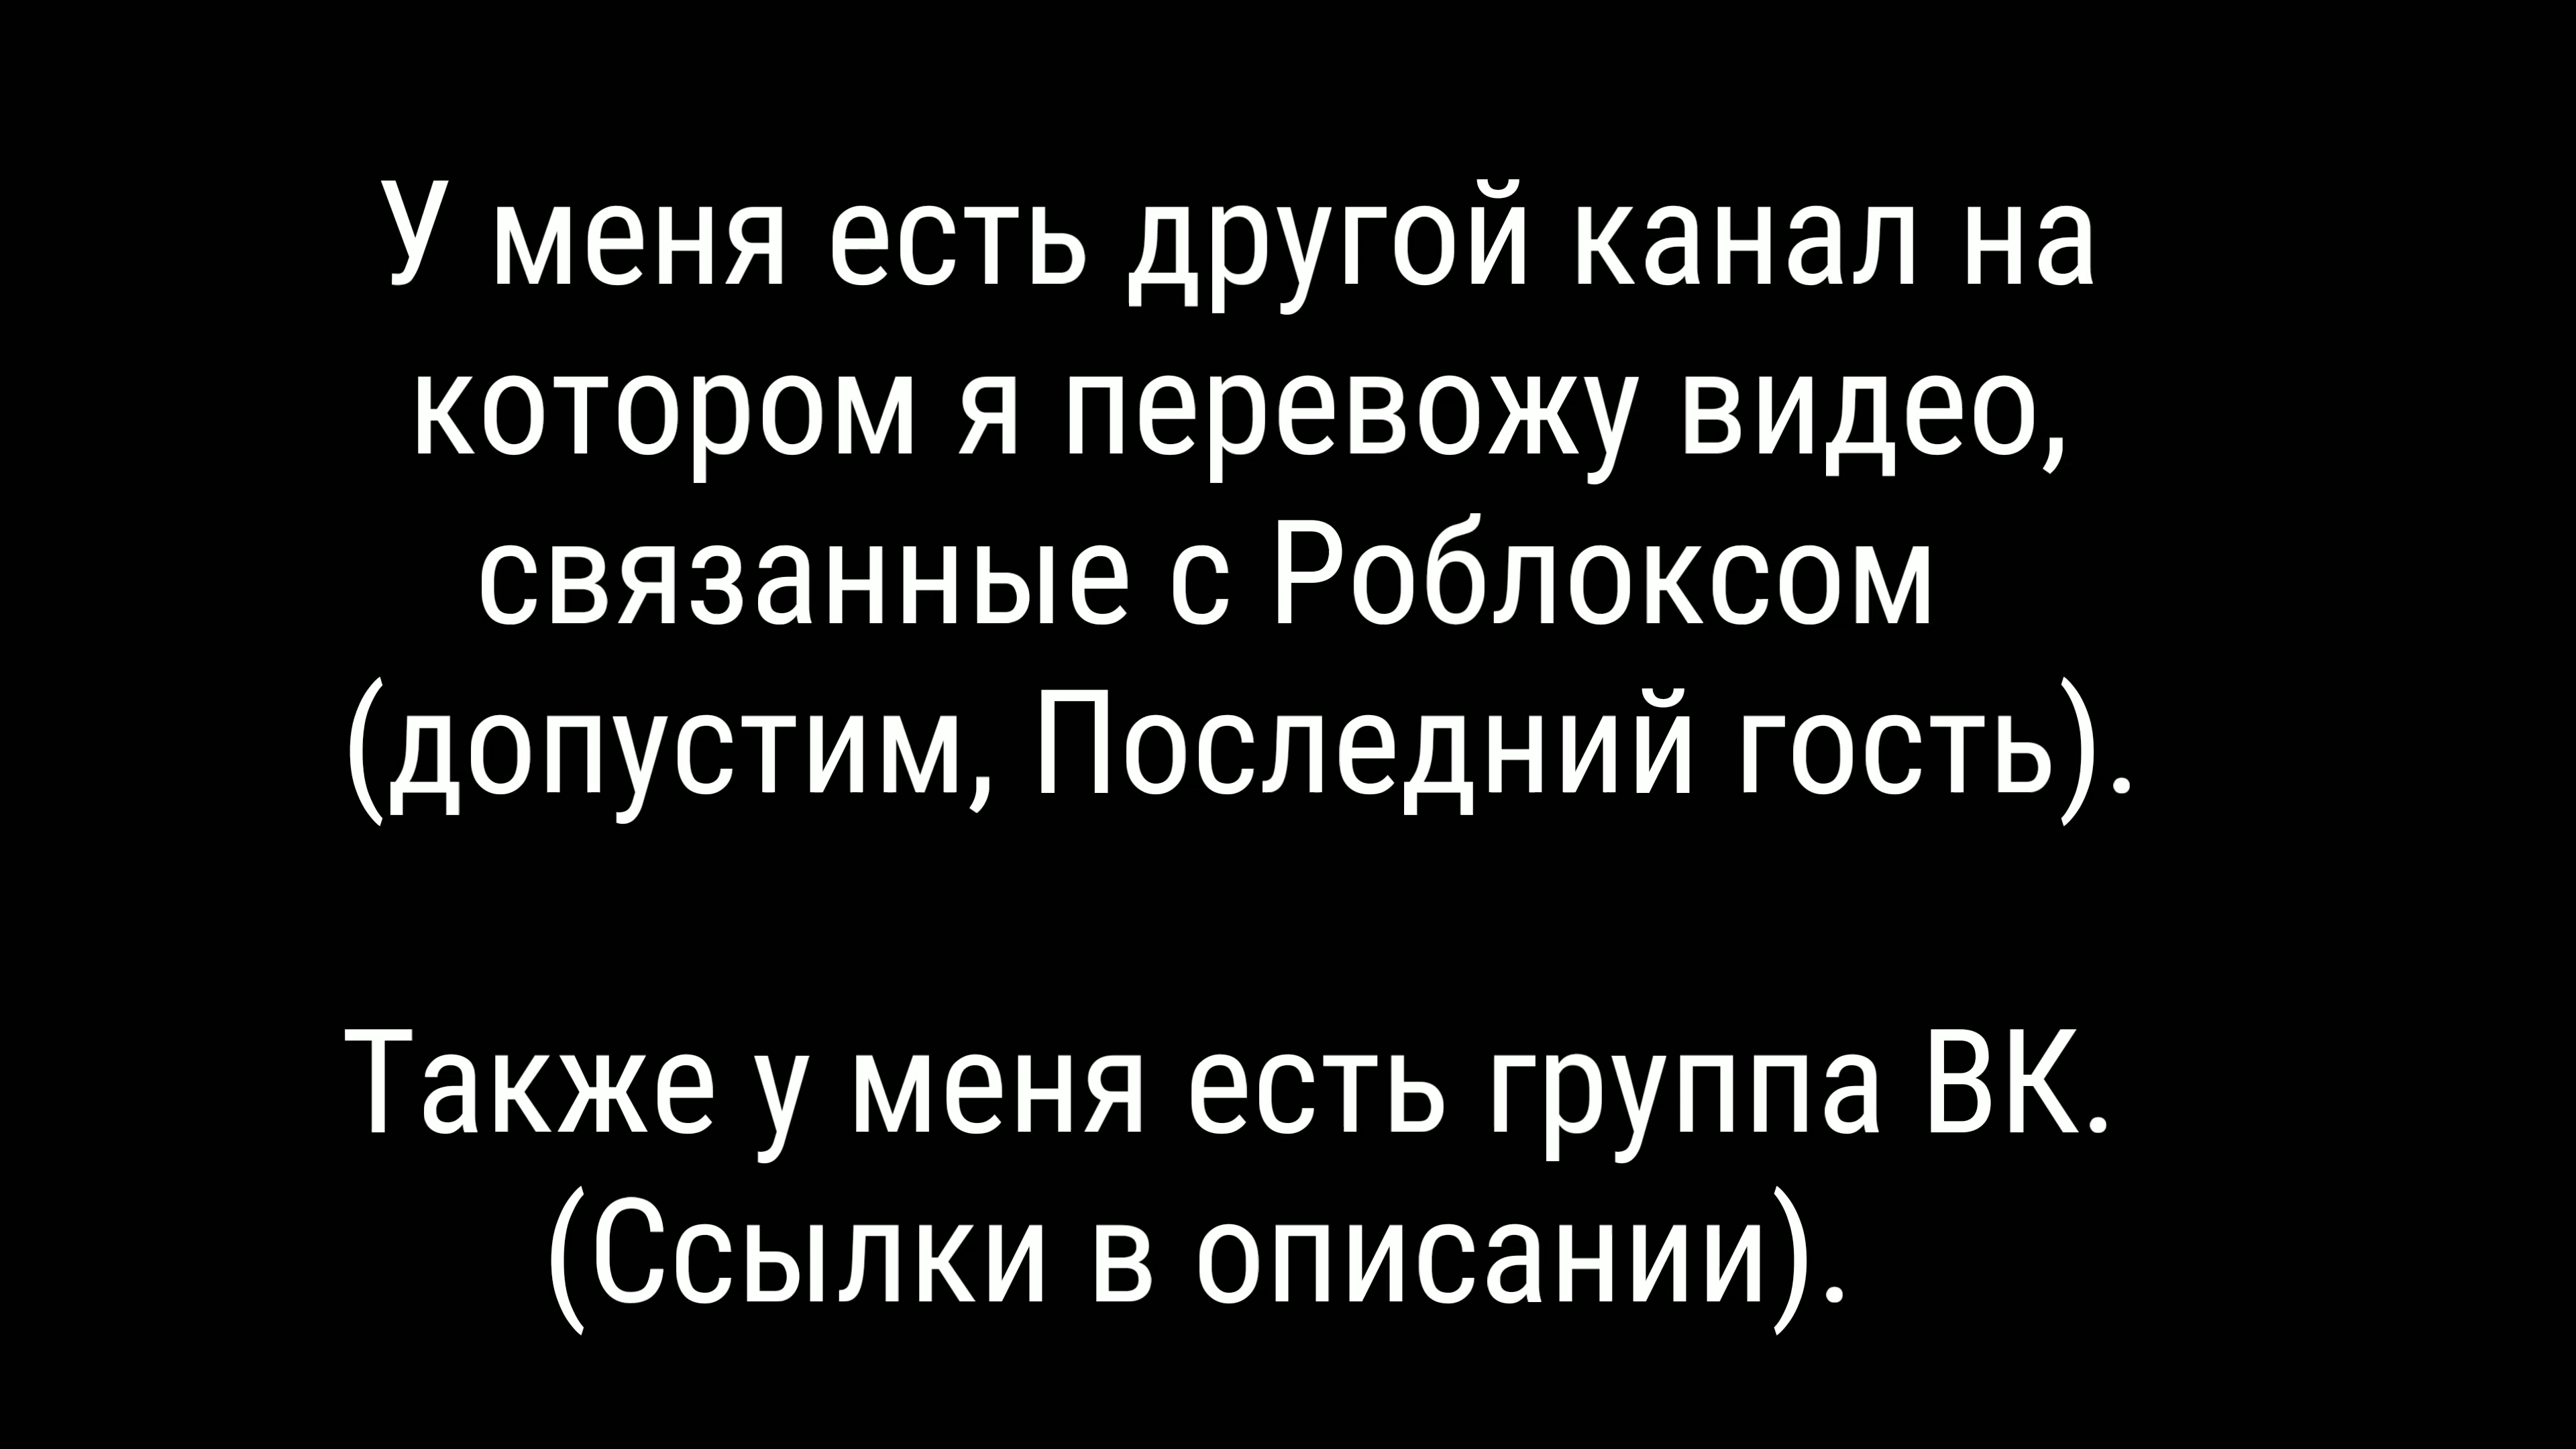 У меня есть другой канал на
котором я перевожу видео,
связанные с Роблоксом
(допустим, Последний гость).
Также у меня есть группа ВК.
(Ссылки в описании).